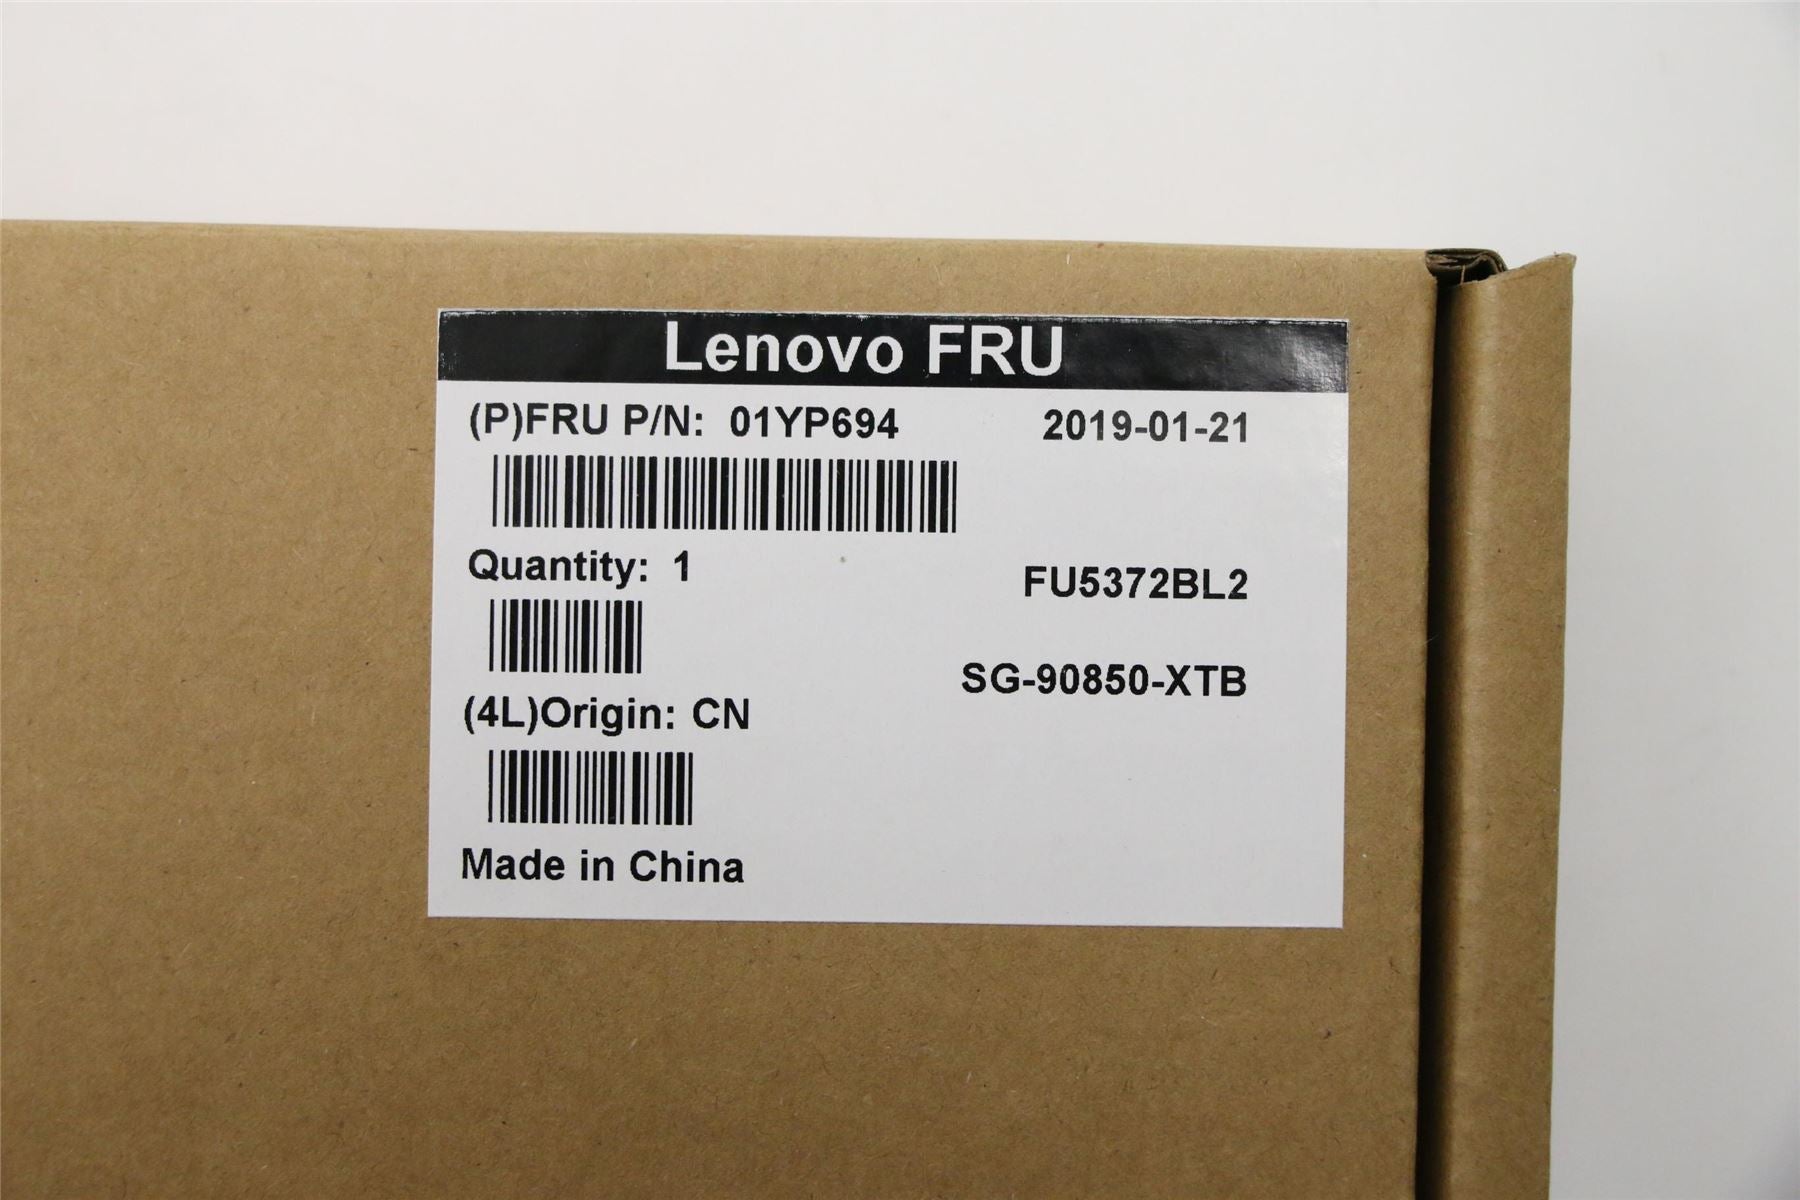 Lenovo FRU
(P)FRU P/N: 01YP694 2019-01-21
Quantity: 1
FU5372BL2
SG-90850-XTB
(4L)Origin: CN
Made in China